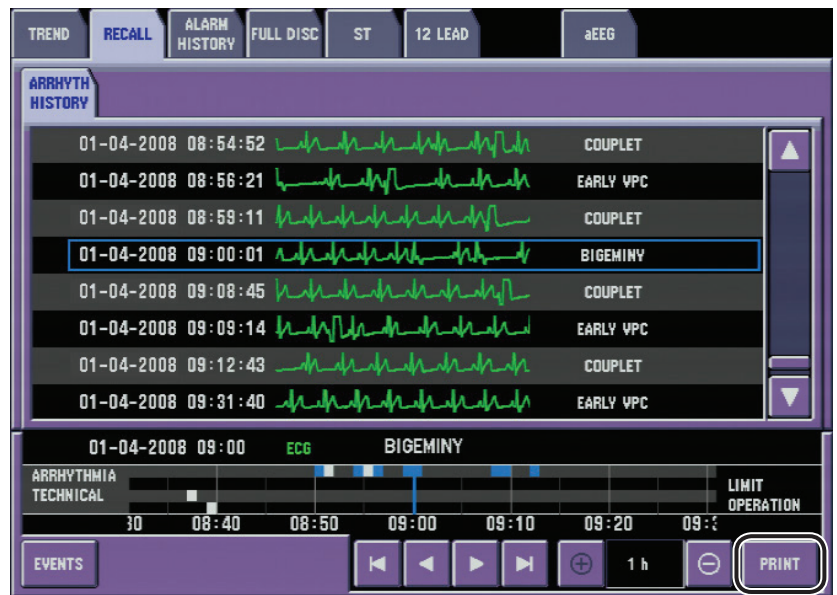 TREND RECALL ALARM HISTORY FULL DISC ST 12 LEAD aEEG
ARRHYTH
HISTORY
01-04-2008 08:54:52 COUPLET
01-04-2008 08:56:21 EARLY VPC
01-04-2008 08:59:11 COUPLET
01-04-2008 09:00:01 BIGEMINY
01-04-2008 09:08:45 COUPLET
01-04-2008 09:09:14 EARLY VPC
01-04-2008 09:12:43 COUPLET
01-04-2008 09:31:40 EARLY VPC
01-04-2008 09:00 ECG BIGEMINY
ARRHYTHMIA
TECHNICAL
LIMIT
OPERATION
30 08:40 08:50 09:00 09:10 09:20
EVENTS 1 h PRINT